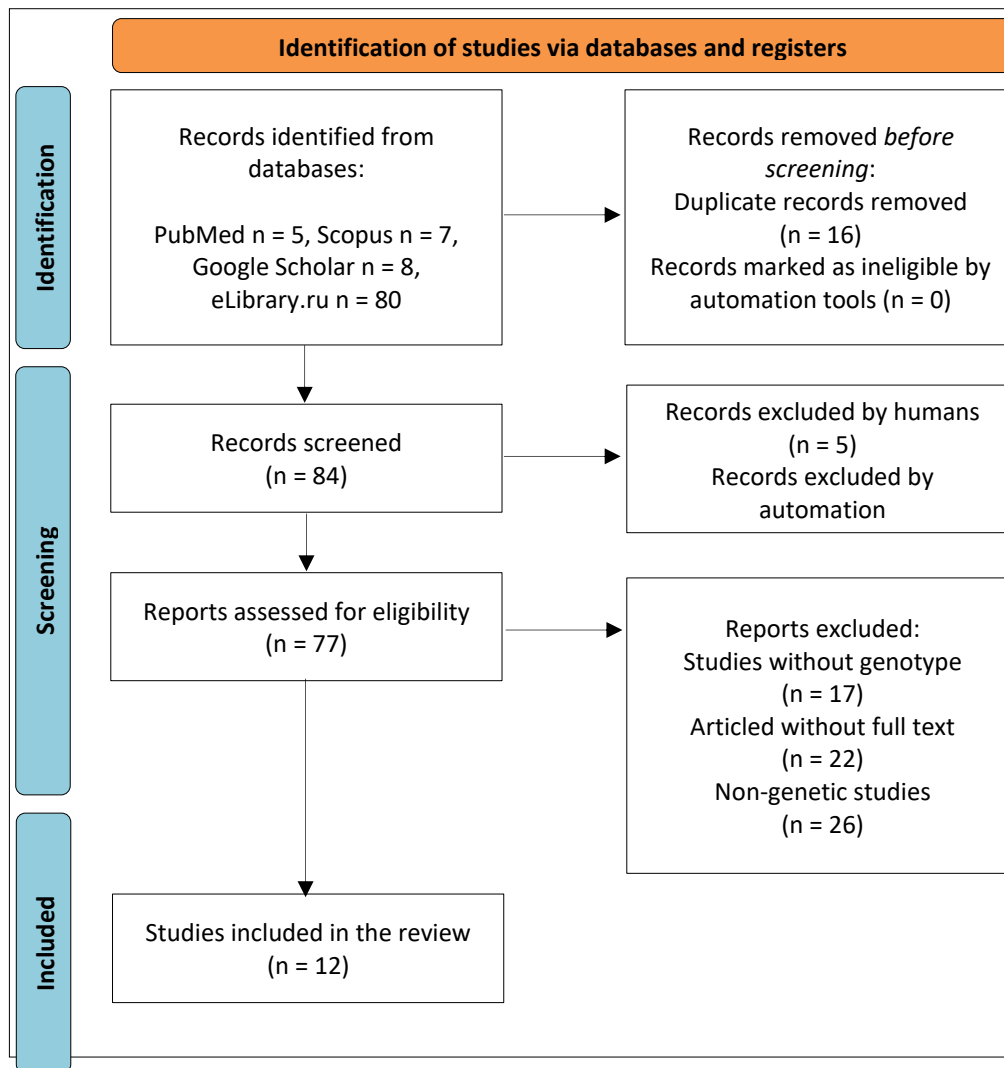 Identification of studies via databases and registers
Identification
Records identified from
databases:
PubMed n = 5, Scopus n = 7,
Google Scholar n = 8,
eLibrary.ru n = 80
Records removed before
screening:
Duplicate records removed
(n = 16)
Records marked as ineligible by
automation tools (n = 0)
Screening
Records screened
(n = 84)
Records excluded by humans
(n = 5)
Records excluded by
automation
Reports assessed for eligibility
(n = 77)
Reports excluded:
Studies without genotype
(n = 17)
Articled without full text
(n = 22)
Non-genetic studies
(n = 26)
Included
Studies included in the review
(n = 12)